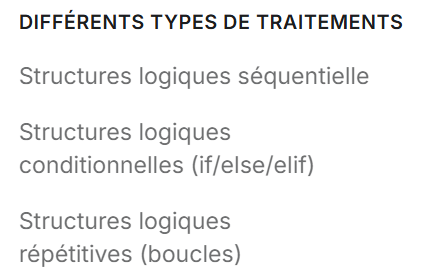 DIFFÉRENTS TYPES DE TRAITEMENTS
Structures logiques séquentielle
Structures logiques
conditionnelles (if/else/elif)
Structures logiques
répétitives (boucles)